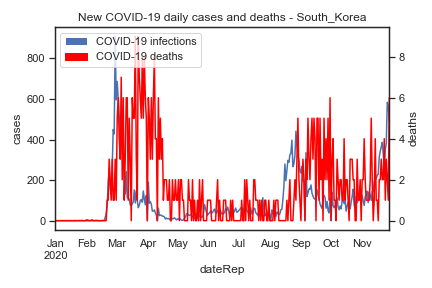 New COVID-19 daily cases and deaths - South_Korea
COVID-19 infections
COVID-19 deaths
800
600
400
200
0
cases
8
6
4
2
0
deaths
Jan Feb Mar Apr May Jun Jul Aug Sep Oct Nov
2020
dateRep